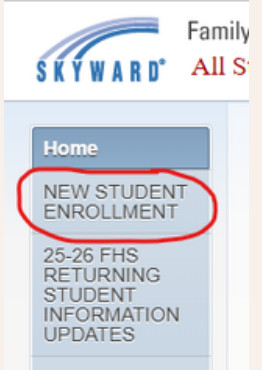 SKYWARD®
Family
All S
Home
NEW STUDENT
ENROLLMENT
25-26 FHS
RETURNING
STUDENT
INFORMATION
UPDATES